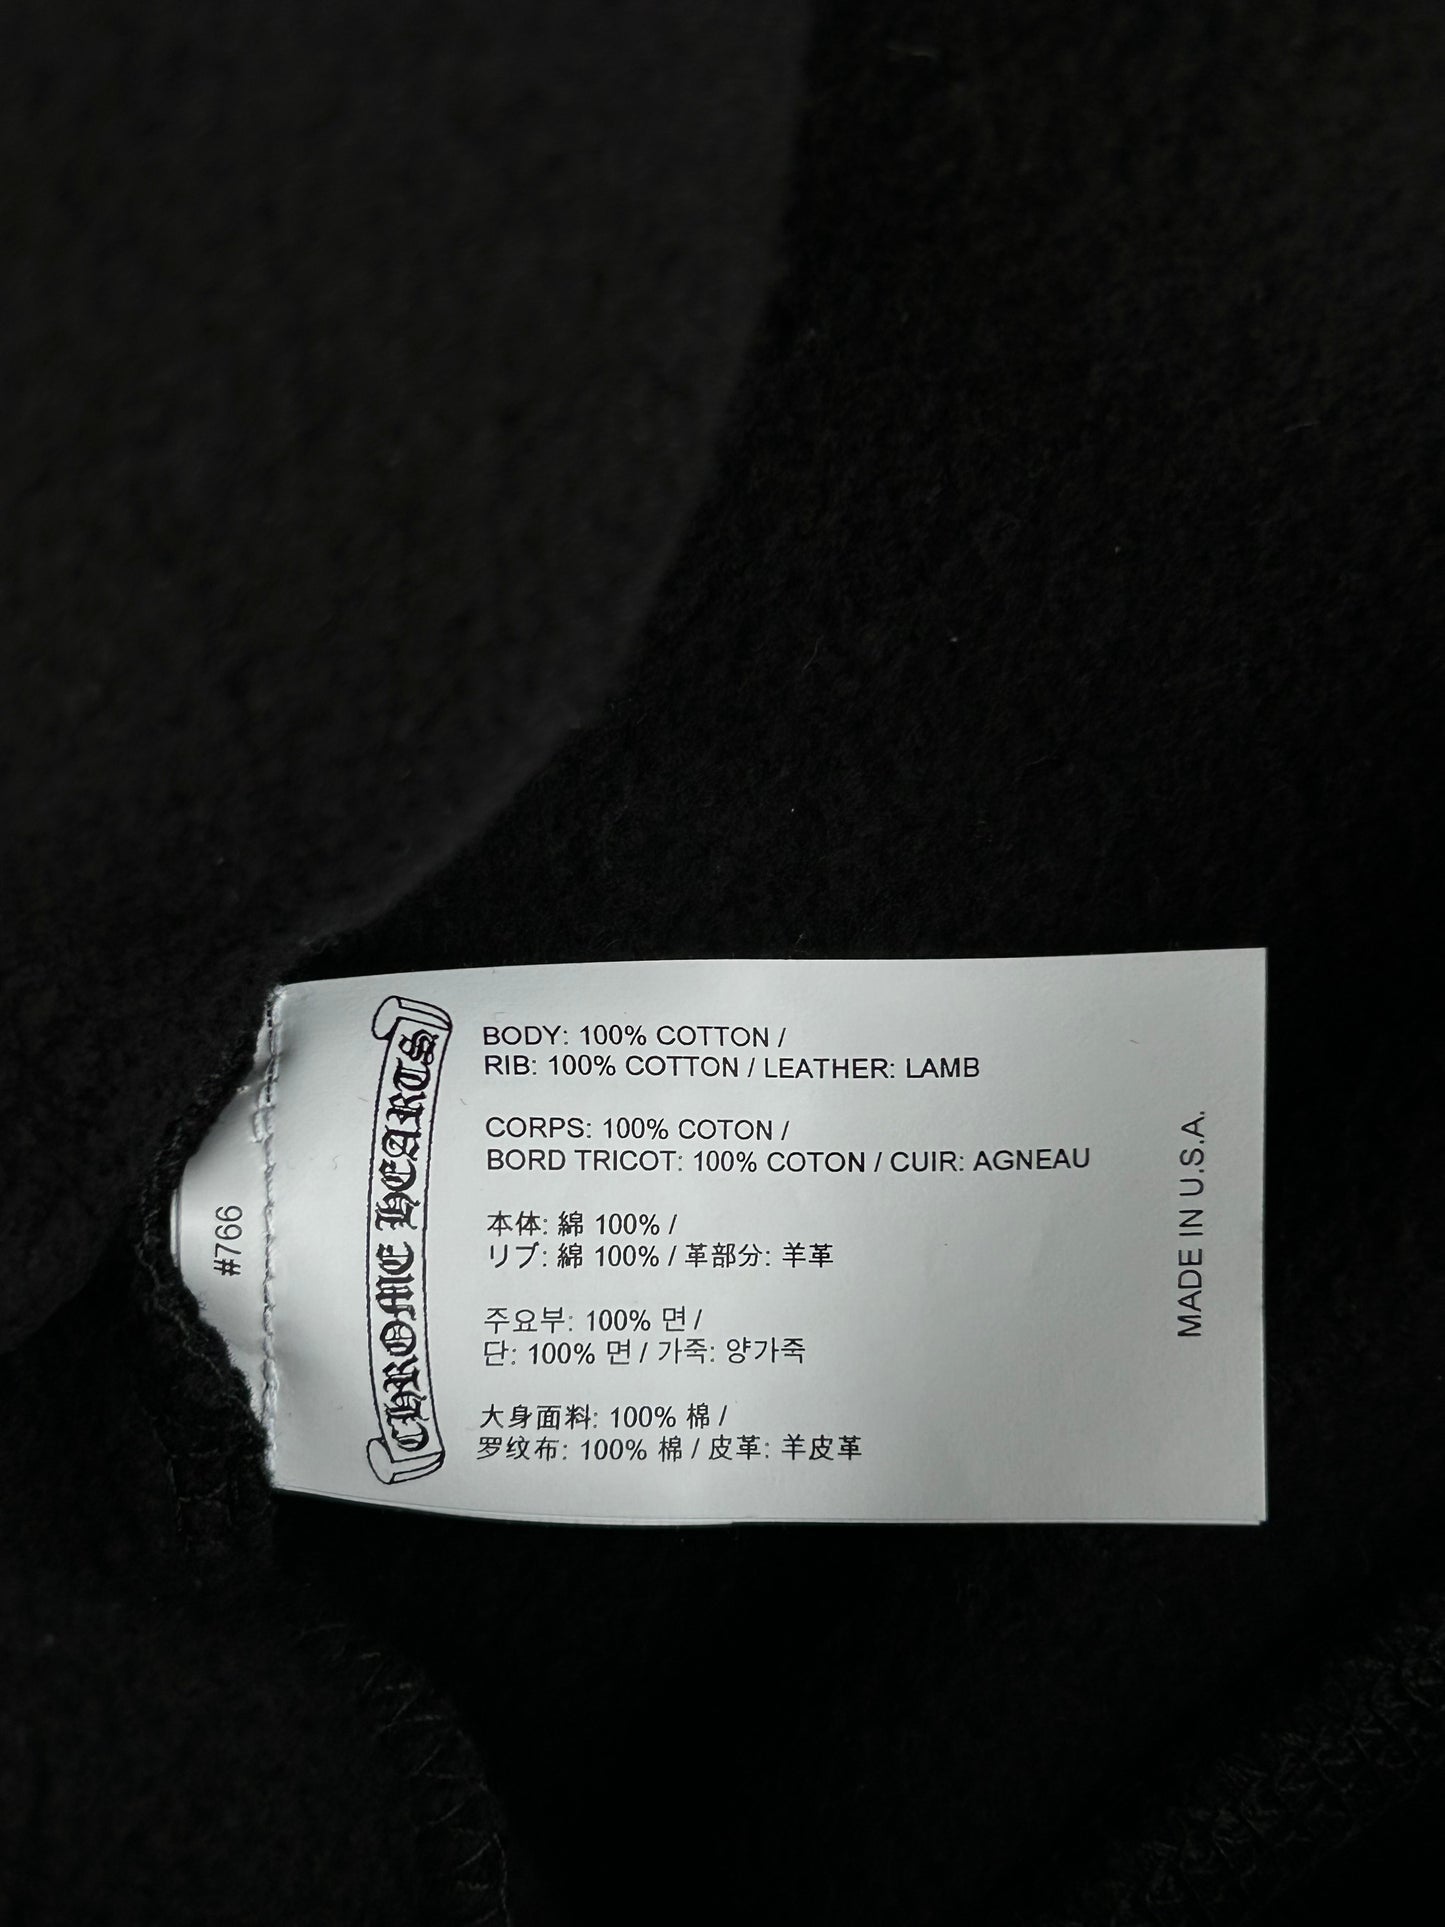 #766
CHROME HEARTS
BODY: 100% COTTON /
RIB: 100% COTTON / LEATHER: LAMB
CORPS: 100% COTON /
BORD TRICOT: 100% COTON / CUIR: AGNEAU
本体: 綿 100% /
リブ: 綿 100% / 革部分: 羊革
주요부: 100% 면 /
단: 100% 면 / 가죽: 양가죽
大身面料: 100% 棉 /
罗纹布: 100% 棉 / 皮革: 羊皮革
MADE IN U.S.A.